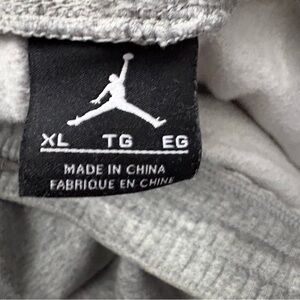 XL TG EG
MADE IN CHINA
FABRIQUE EN CHINE